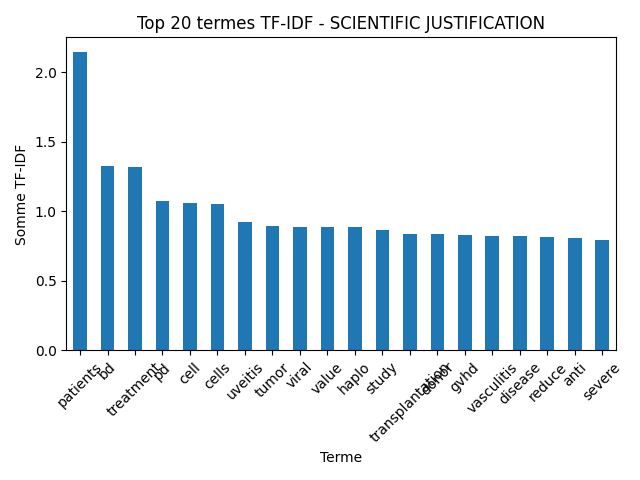 Top 20 termes TF-IDF - SCIENTIFIC JUSTIFICATION
Somme TF-IDF
2.0
1.5
1.0
0.5
0.0
patients
bd
treatment
pd
cell
cells
uveitis
tumor
viral
value
haplo
study
transplantation
donor
gvhd
vasculitis
disease
reduce
anti
severe
Terme